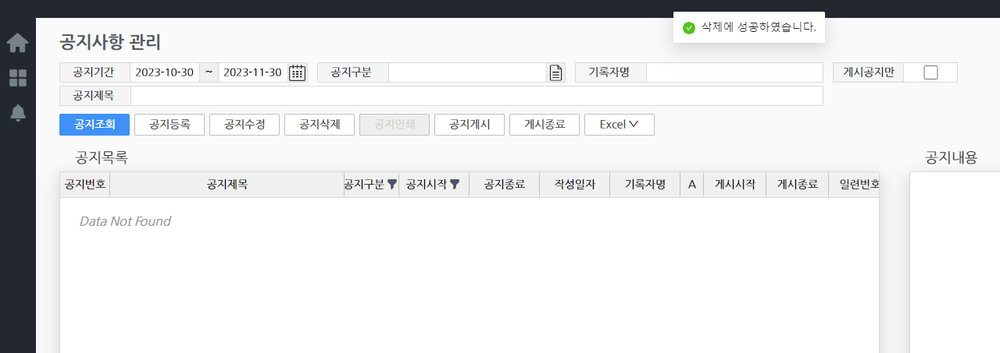 삭제에 성공하였습니다.
공지사항 관리
공지기간 2023-10-30 ~ 2023-11-30 공지구분 기록자명 게시공지만
공지제목
공지조회 공지등록 공지수정 공지삭제 공지인쇄 공지게시 게시종료 Excel
공지목록 공지내용
공지번호 공지제목 공지구분 공지시작 공지종료 작성일자 기록자명 A 게시시작 게시종료 일련번호
Data Not Found